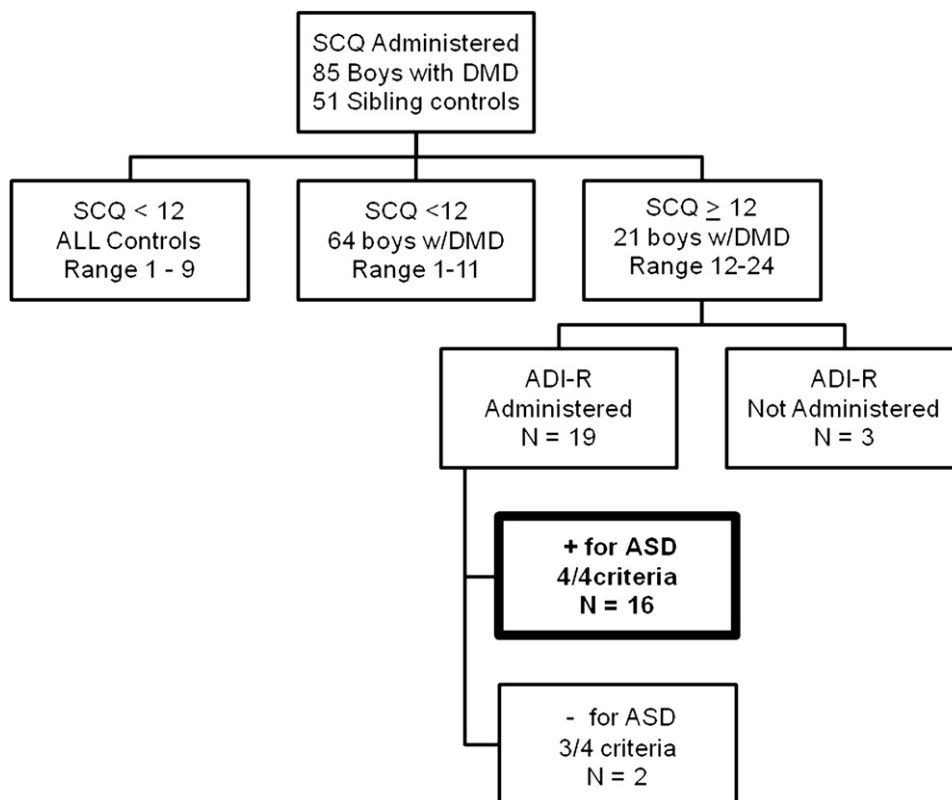 SCQ Administered
85 Boys with DMD
51 Sibling controls
SCQ < 12
ALL Controls
Range 1 - 9
SCQ <12
64 boys w/DMD
Range 1-11
SCQ ≥ 12
21 boys w/DMD
Range 12-24
ADI-R
Administered
N = 19
ADI-R
Not Administered
N = 3
+ for ASD
4/4criteria
N = 16
- for ASD
3/4 criteria
N = 2